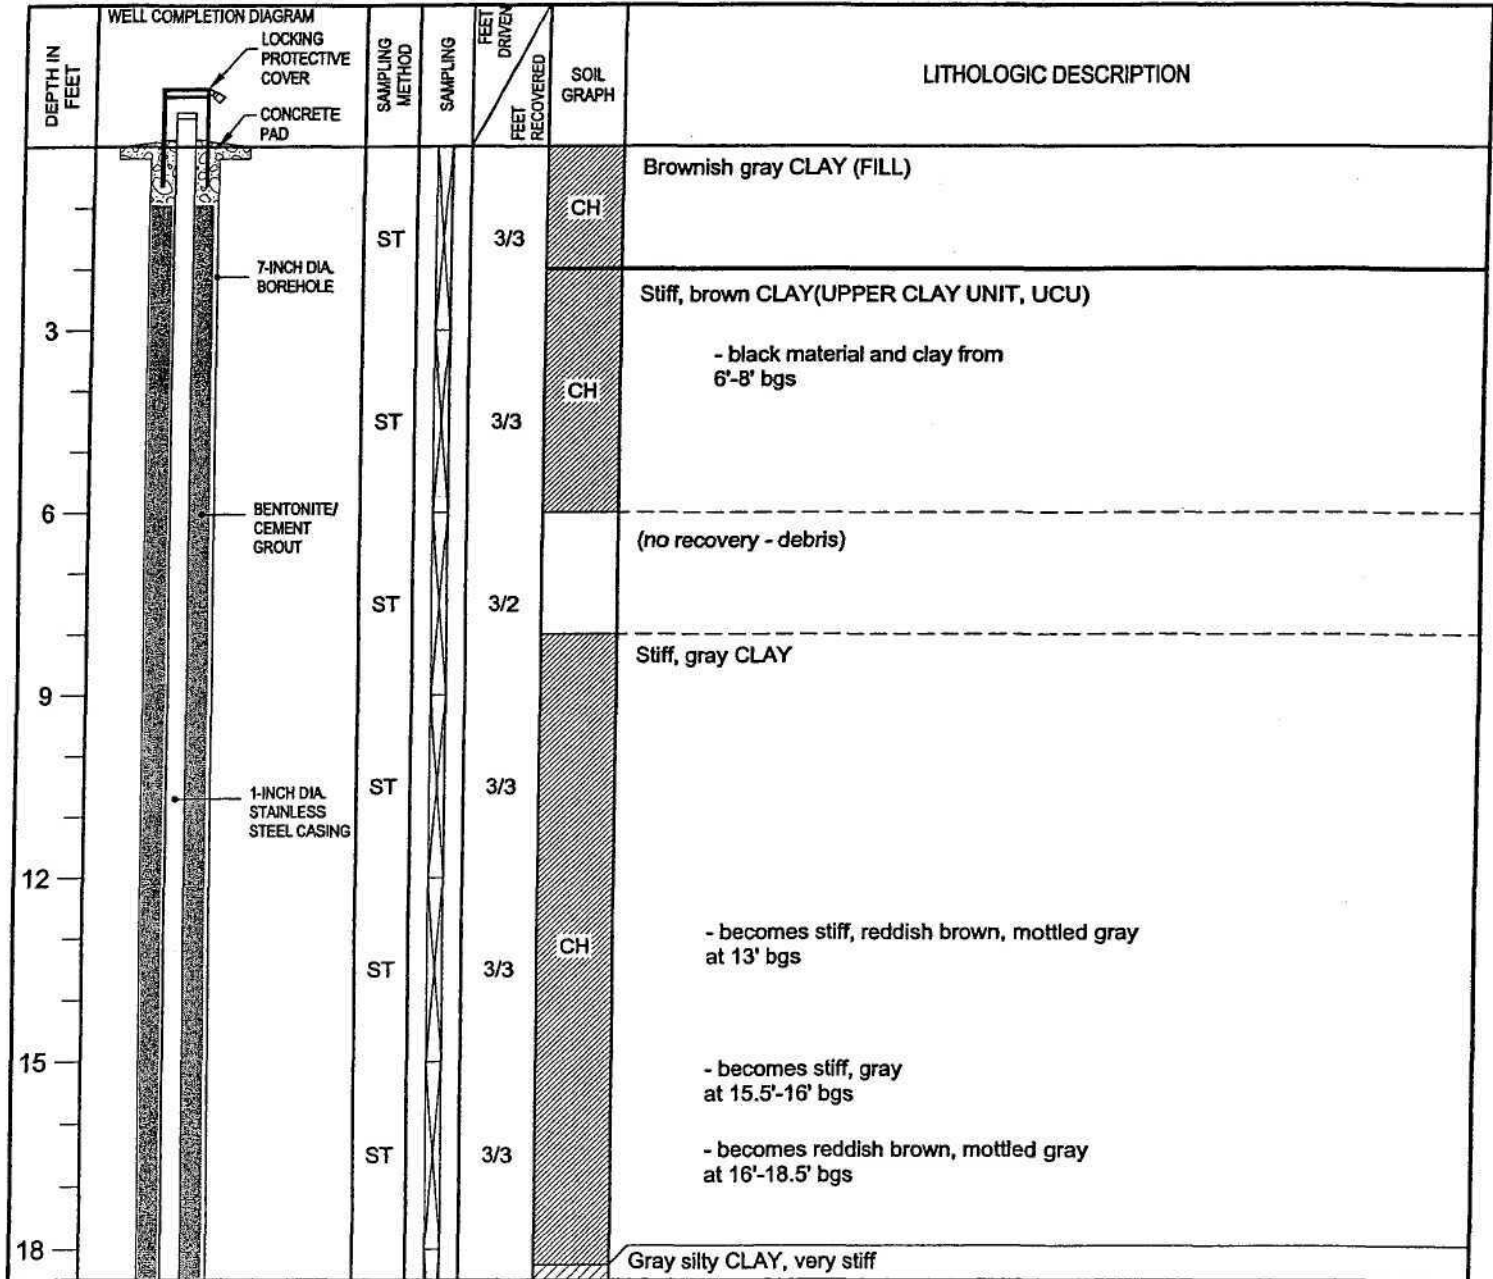 WELL COMPLETION DIAGRAM
DEPTH IN
FEET
LOCKING
PROTECTIVE
COVER
CONCRETE
PAD
SAMPLING
METHOD
SAMPLING
FEET
DRIVEN
FEET
RECOVERED
SOIL
GRAPH
LITHOLOGIC DESCRIPTION
Brownish gray CLAY (FILL)
CH
ST
3/3
7-INCH DIA.
BOREHOLE
Stiff, brown CLAY(UPPER CLAY UNIT, UCU)
3
- black material and clay from
6'-8' bgs
CH
ST
3/3
6
BENTONITE/
CEMENT
GROUT
(no recovery - debris)
ST
3/2
Stiff, gray CLAY
9
ST
3/3
1-INCH DIA.
STAINLESS
STEEL CASING
12
- becomes stiff, reddish brown, mottled gray
at 13' bgs
CH
ST
3/3
15
- becomes stiff, gray
at 15.5'-16' bgs
- becomes reddish brown, mottled gray
at 16'-18.5' bgs
ST
3/3
18
Gray silty CLAY, very stiff